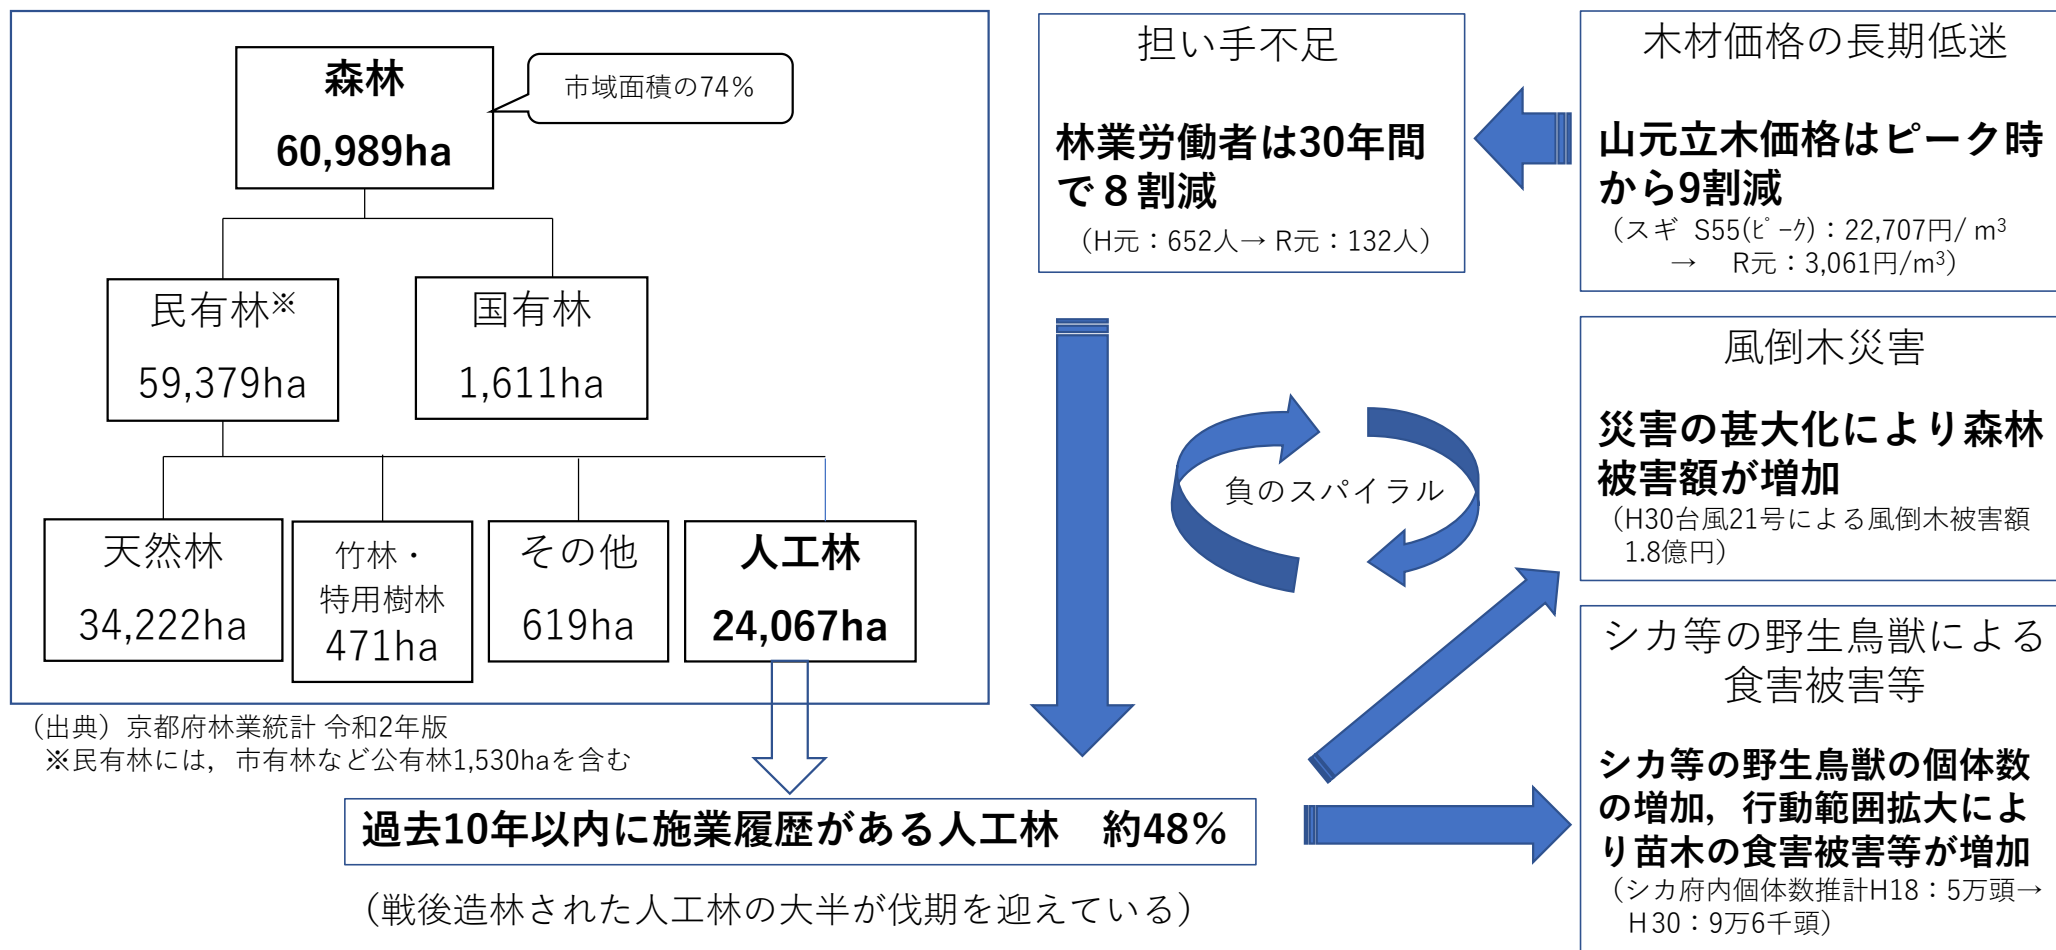 森林
60,989ha
市域面積の74%
民有林※
59,379ha
国有林
1,611ha
天然林
34,222ha
竹林・
特用樹林
471ha
その他
619ha
人工林
24,067ha
（出典）京都府林業統計 令和2年版
※民有林には，市有林など公有林1,530haを含む
過去10年以内に施業履歴がある人工林　約48%
（戦後造林された人工林の大半が伐期を迎えている）
担い手不足
林業労働者は30年間
で８割減
（H元：652人→ R元：132人）
木材価格の長期低迷
山元立木価格はピーク時
から9割減
（スギ S55(ﾋﾟｰｸ)：22,707円/ m³
→　R元：3,061円/m³）
負のスパイラル
風倒木災害
災害の甚大化により森林
被害額が増加
（H30台風21号による風倒木被害額
1.8億円）
シカ等の野生鳥獣による
食害被害等
シカ等の野生鳥獣の個体数
の増加，行動範囲拡大によ
り苗木の食害被害等が増加
（シカ府内個体数推計H18：5万頭→
H30：9万6千頭）